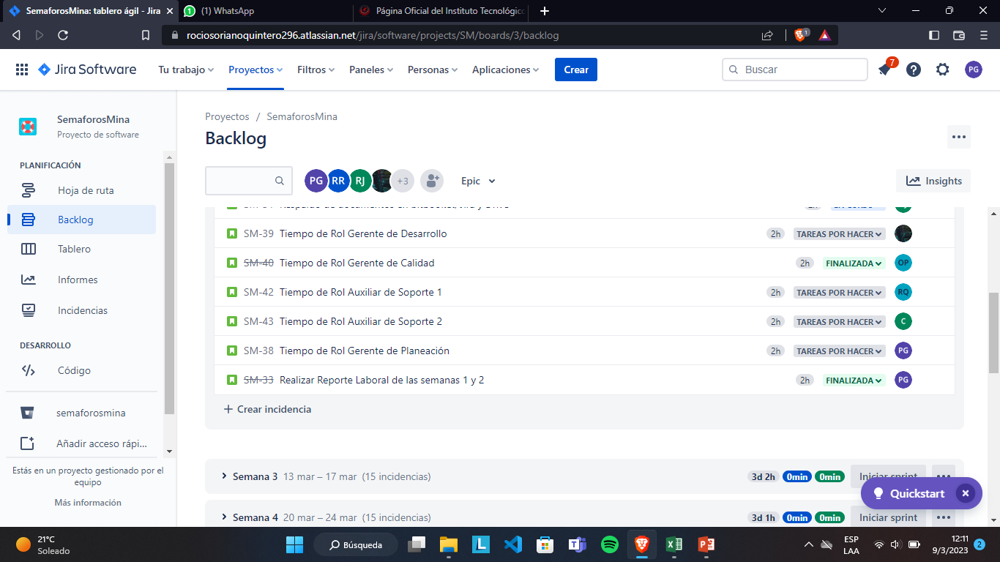 SemaforosMina: tablero ágil - Jira
(1) WhatsApp
Página Oficial del Instituto Tecnológico
rociosorianoquintero296.atlassian.net/jira/software/projects/SM/boards/3/backlog
1
Jira Software
Tu trabajo
Proyectos
Filtros
Paneles
Personas
Aplicaciones
Crear
Buscar
7
PG
SemaforosMina
Proyecto de software
PLANIFICACIÓN
Hoja de ruta
Backlog
Tablero
Informes
Incidencias
DESARROLLO
Código
semaforosmina
Añadir acceso rápi...
Estás en un proyecto gestionado por el
equipo
Más información
Proyectos / SemaforosMina
Backlog
PG RR RJ +3
Epic
Insights
SM-39 Tiempo de Rol Gerente de Desarrollo 2h TAREAS POR HACER
SM-40 Tiempo de Rol Gerente de Calidad 2h FINALIZADA OP
SM-42 Tiempo de Rol Auxiliar de Soporte 1 2h TAREAS POR HACER RQ
SM-43 Tiempo de Rol Auxiliar de Soporte 2 2h TAREAS POR HACER C
SM-38 Tiempo de Rol Gerente de Planeación 2h TAREAS POR HACER PG
SM-33 Realizar Reporte Laboral de las semanas 1 y 2 2h FINALIZADA PG
+ Crear incidencia
Semana 3 13 mar – 17 mar (15 incidencias) 3d 2h 0min 0min Iniciar sprint
Quickstart
Semana 4 20 mar – 24 mar (15 incidencias) 3d 1h 0min 0min Iniciar sprint
21°C
Soleado
Búsqueda
ESP
LAA
12:11
9/3/2023
2